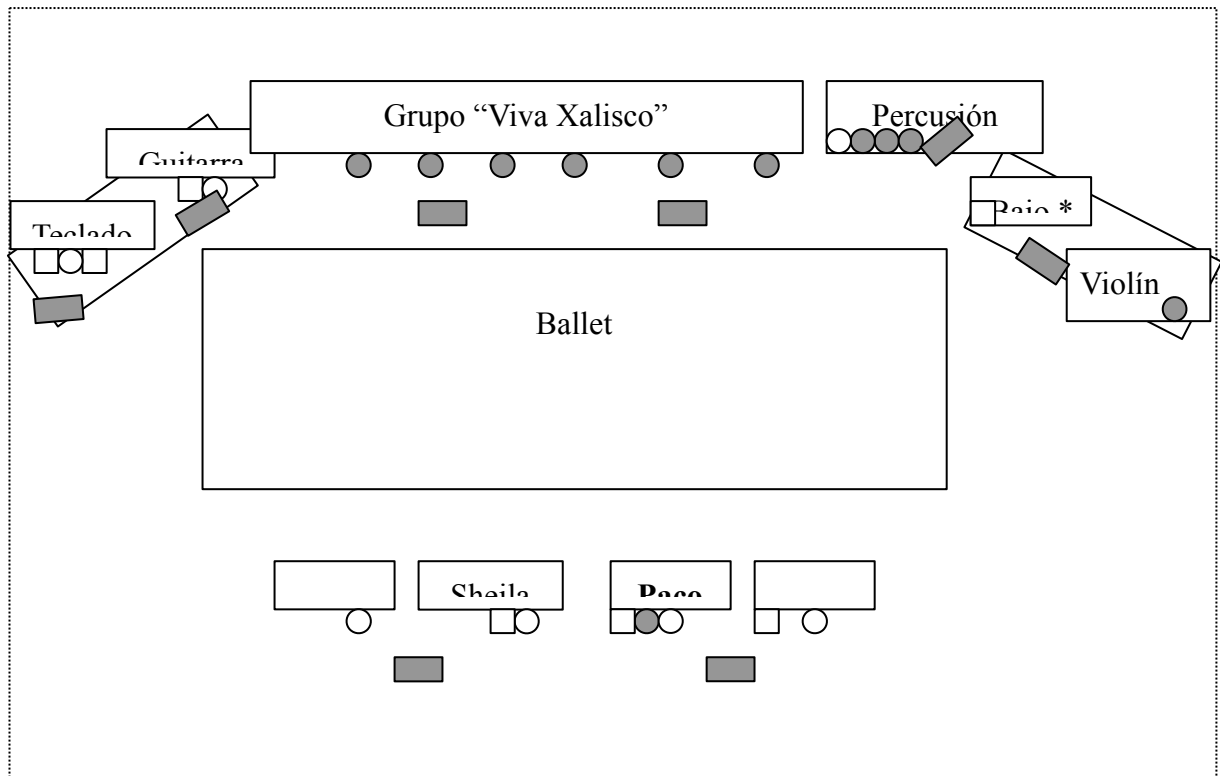 Grupo “Viva Xalisco”
Percusión
Guitarra
Bajo *
Teclado
Violín
Ballet
Sheila
Paco